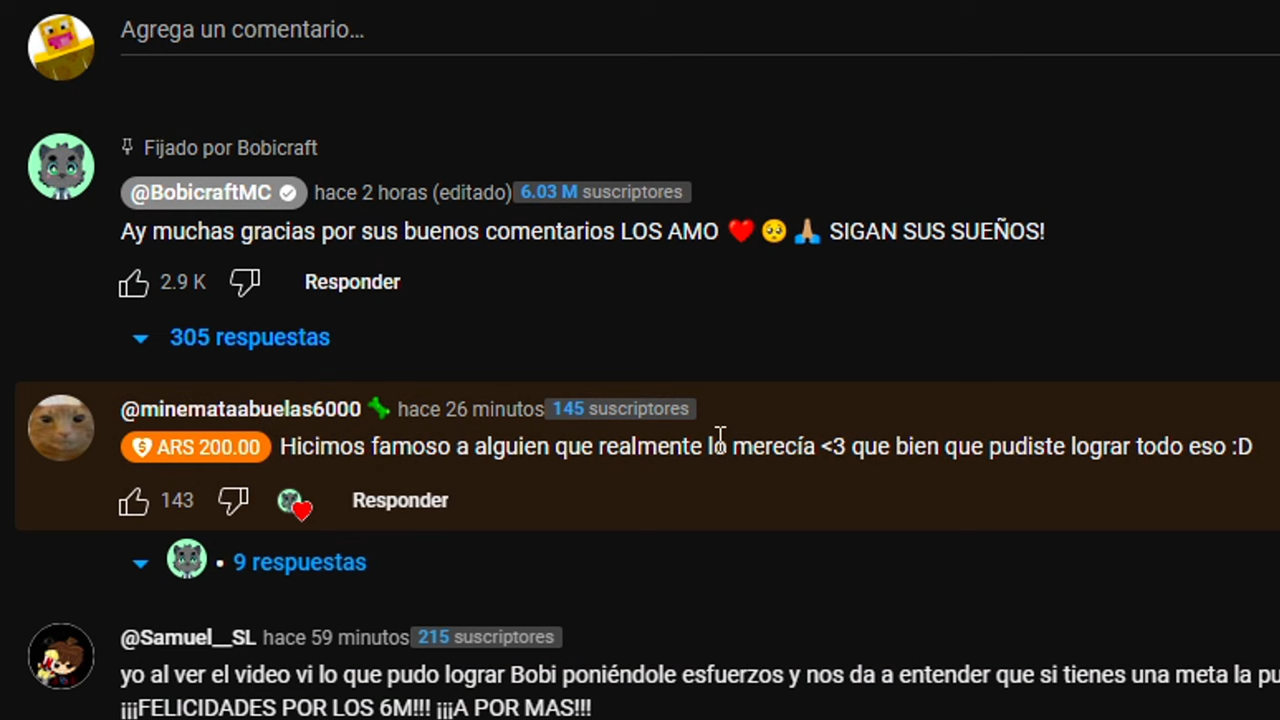 Agrega un comentario...
Fijado por Bobicraft
@BobicraftMC hace 2 horas (editado) 6.03 M suscriptores
Ay muchas gracias por sus buenos comentarios LOS AMO ❤️ 🥺 🙏🏽 SIGAN SUS SUEÑOS!
2.9 K Responder
305 respuestas
@minemataabuelas6000 hace 26 minutos 145 suscriptores
ARS 200.00 Hicimos famoso a alguien que realmente lo merecía <3 que bien que pudiste lograr todo eso :D
143 Responder
9 respuestas
@Samuel__SL hace 59 minutos 215 suscriptores
yo al ver el video vi lo que pudo lograr Bobi poniéndole esfuerzos y nos da a entender que si tienes una meta la pu
¡¡¡FELICIDADES POR LOS 6M!!! ¡¡¡A POR MAS!!!